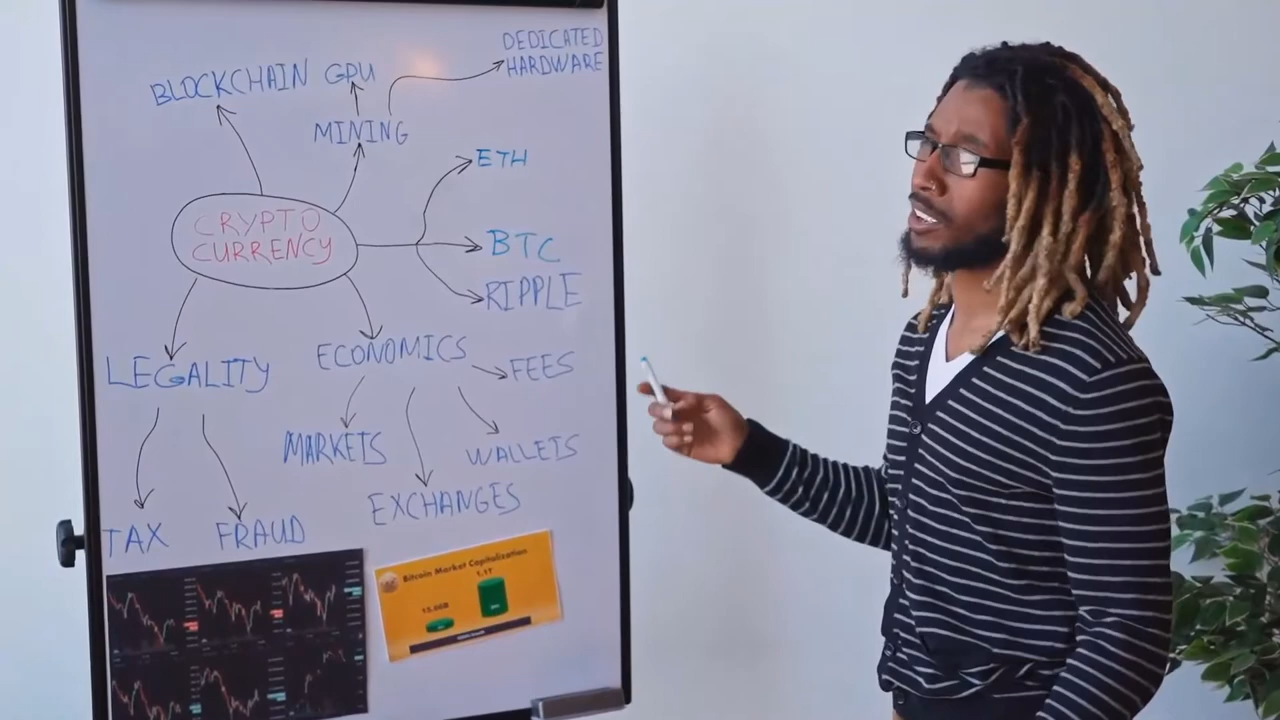 DEDICATED
HARDWARE
BLOCKCHAIN
GPU
MINING
ETH
CRYPTO
CURRENCY
BTC
RIPPLE
LEGALITY
ECONOMICS
FEES
MARKETS
WALLETS
EXCHANGES
TAX
FRAUD
Bitcoin Market Capitalization
1.1T
15.6GB